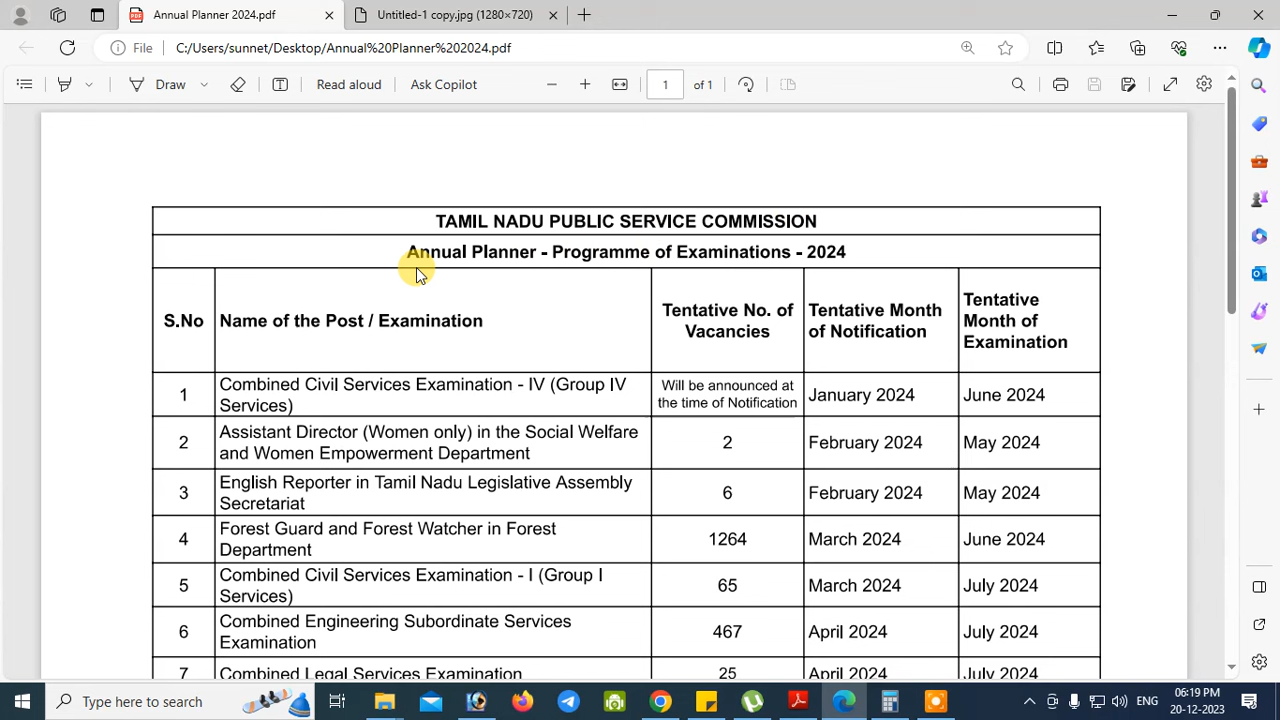 Annual Planner 2024.pdf
Untitled-1 copy.jpg (1280×720)
File
C:/Users/sunnet/Desktop/Annual%20Planner%202024.pdf
Draw
Read aloud
Ask Copilot
1
of 1
TAMIL NADU PUBLIC SERVICE COMMISSION
Annual Planner - Programme of Examinations - 2024
S.No
Name of the Post / Examination
Tentative No. of
Vacancies
Tentative Month
of Notification
Tentative
Month of
Examination
1
Combined Civil Services Examination - IV (Group IV
Services)
Will be announced at
the time of Notification
January 2024
June 2024
2
Assistant Director (Women only) in the Social Welfare
and Women Empowerment Department
2
February 2024
May 2024
3
English Reporter in Tamil Nadu Legislative Assembly
Secretariat
6
February 2024
May 2024
4
Forest Guard and Forest Watcher in Forest
Department
1264
March 2024
June 2024
5
Combined Civil Services Examination - I (Group I
Services)
65
March 2024
July 2024
6
Combined Engineering Subordinate Services
Examination
467
April 2024
July 2024
7
Combined Legal Services Examination
25
April 2024
July 2024
Type here to search
ENG
06:19 PM
20-12-2023